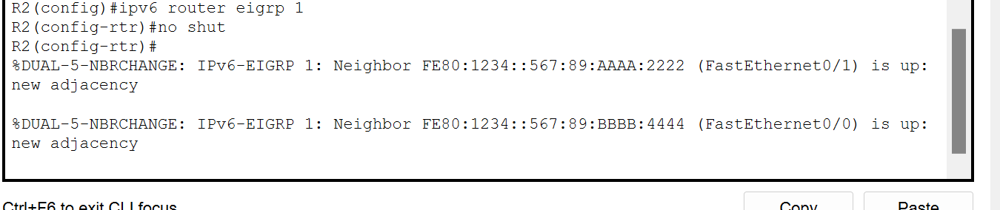 R2(config)#ipv6 router eigrp 1
R2(config-rtr)#no shut
R2(config-rtr)#
%DUAL-5-NBRCHANGE: IPv6-EIGRP 1: Neighbor FE80:1234::567:89:AAAA:2222 (FastEthernet0/1) is up:
new adjacency
%DUAL-5-NBRCHANGE: IPv6-EIGRP 1: Neighbor FE80:1234::567:89:BBBB:4444 (FastEthernet0/0) is up:
new adjacency
Ctrl+F6 to exit CLI focus
Copy Paste